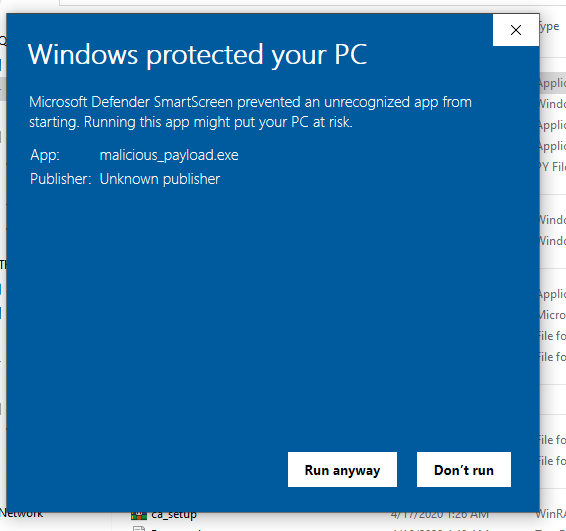 Type
Windows protected your PC
Microsoft Defender SmartScreen prevented an unrecognized app from
starting. Running this app might put your PC at risk.
App: malicious_payload.exe
Publisher: Unknown publisher
Applic
Windo
Applic
Applic
PY File
Windo
Windo
Applic
Micro
File fo
File fo
File fo
File fo
Run anyway Don't run
Network
ca_setup 4/17/2020 1:26 AM WinRA